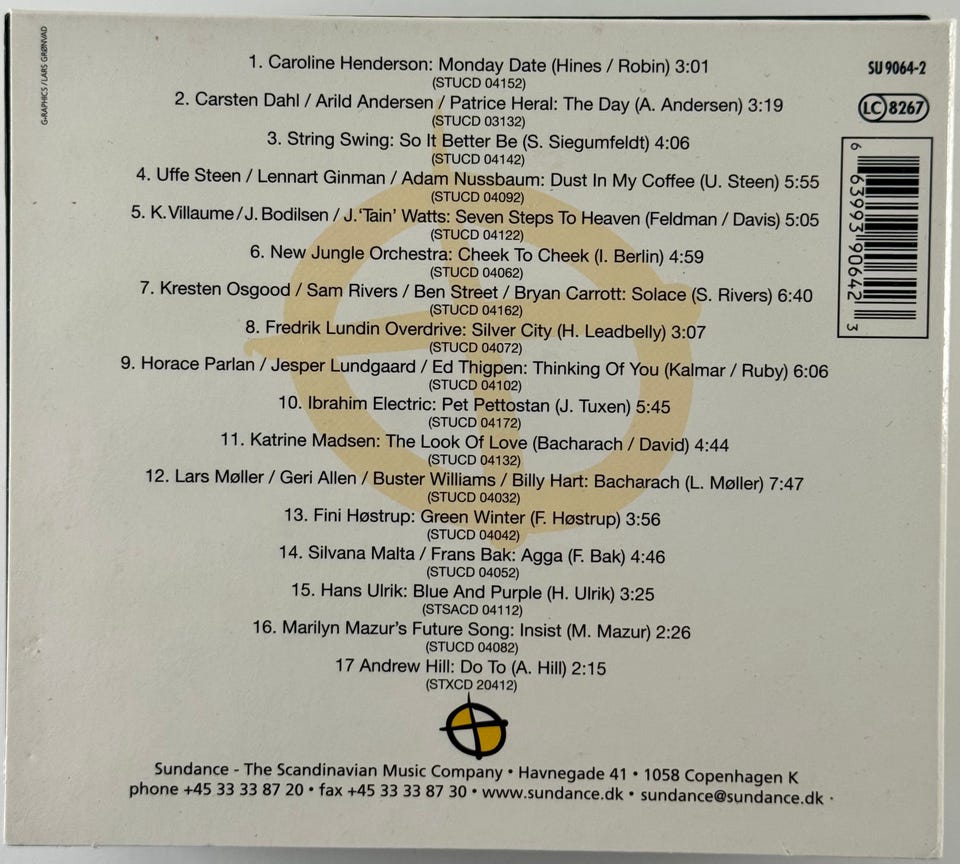 G-RAPHICS / LARS GRØNVAD
1. Caroline Henderson: Monday Date (Hines / Robin) 3:01
(STUCD 04152)
2. Carsten Dahl / Arild Andersen / Patrice Heral: The Day (A. Andersen) 3:19
(STUCD 03132)
3. String Swing: So It Better Be (S. Siegumfeldt) 4:06
(STUCD 04142)
4. Uffe Steen / Lennart Ginman / Adam Nussbaum: Dust In My Coffee (U. Steen) 5:55
(STUCD 04092)
5. K.Villaume/J. Bodilsen / J.'Tain' Watts: Seven Steps To Heaven (Feldman / Davis) 5:05
(STUCD 04122)
6. New Jungle Orchestra: Cheek To Cheek (I. Berlin) 4:59
(STUCD 04062)
7. Kresten Osgood / Sam Rivers / Ben Street / Bryan Carrott: Solace (S. Rivers) 6:40
(STUCD 04162)
8. Fredrik Lundin Overdrive: Silver City (H. Leadbelly) 3:07
(STUCD 04072)
9. Horace Parlan / Jesper Lundgaard / Ed Thigpen: Thinking Of You (Kalmar / Ruby) 6:06
(STUCD 04102)
10. Ibrahim Electric: Pet Pettostan (J. Tuxen) 5:45
(STUCD 04172)
11. Katrine Madsen: The Look Of Love (Bacharach / David) 4:44
(STUCD 04132)
12. Lars Møller / Geri Allen / Buster Williams / Billy Hart: Bacharach (L. Møller) 7:47
(STUCD 04032)
13. Fini Høstrup: Green Winter (F. Høstrup) 3:56
(STUCD 04042)
14. Silvana Malta / Frans Bak: Agga (F. Bak) 4:46
(STUCD 04052)
15. Hans Ulrik: Blue And Purple (H. Ulrik) 3:25
(STSACD 04112)
16. Marilyn Mazur's Future Song: Insist (M. Mazur) 2:26
(STUCD 04082)
17 Andrew Hill: Do To (A. Hill) 2:15
(STXCD 20412)
Sundance - The Scandinavian Music Company • Havnegade 41 • 1058 Copenhagen K
phone +45 33 33 87 20 • fax +45 33 33 87 30 • www.sundance.dk • sundance@sundance.dk •
SU 9064-2
LC 8267
6 63993 90642 3